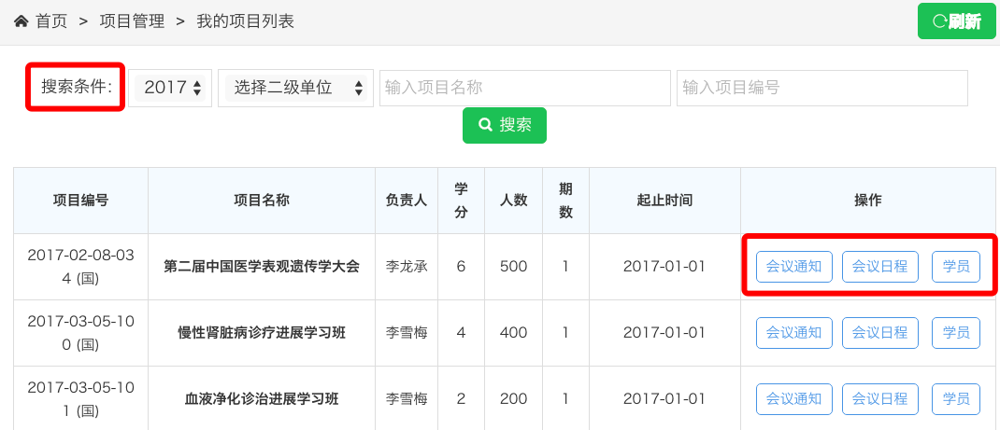 首页 > 项目管理 > 我的项目列表
刷新
搜索条件: 2017 选择二级单位 输入项目名称 输入项目编号
搜索
项目编号 项目名称 负责人 学分 人数 期数 起止时间 操作
2017-02-08-034 (国) 第二届中国医学表观遗传学大会 李龙承 6 500 1 2017-01-01 会议通知 会议日程 学员
2017-03-05-100 (国) 慢性肾脏病诊疗进展学习班 李雪梅 4 400 1 2017-01-01 会议通知 会议日程 学员
2017-03-05-101 (国) 血液净化诊治进展学习班 李雪梅 2 200 1 2017-01-01 会议通知 会议日程 学员